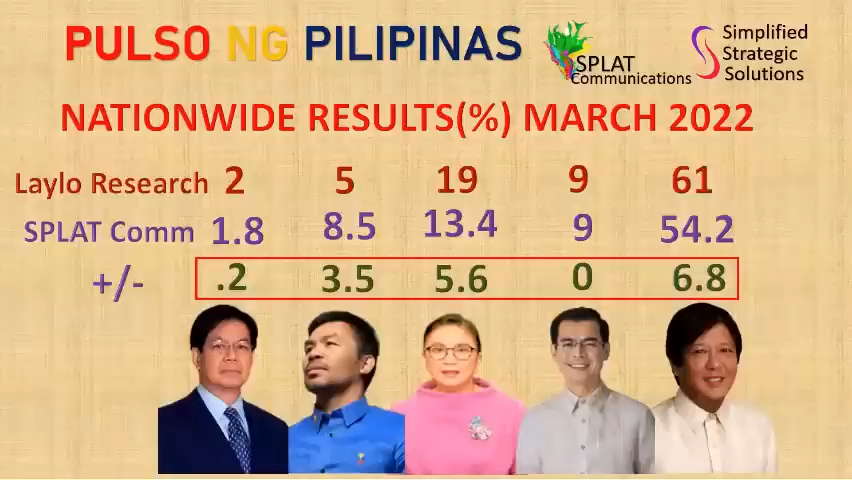 PULSO NG PILIPINAS
SPLAT
Communications
Simplified
Strategic
Solutions
NATIONWIDE RESULTS(%) MARCH 2022
Laylo Research 2 5 19 9 61
SPLAT Comm 1.8 8.5 13.4 9 54.2
+/- .2 3.5 5.6 0 6.8